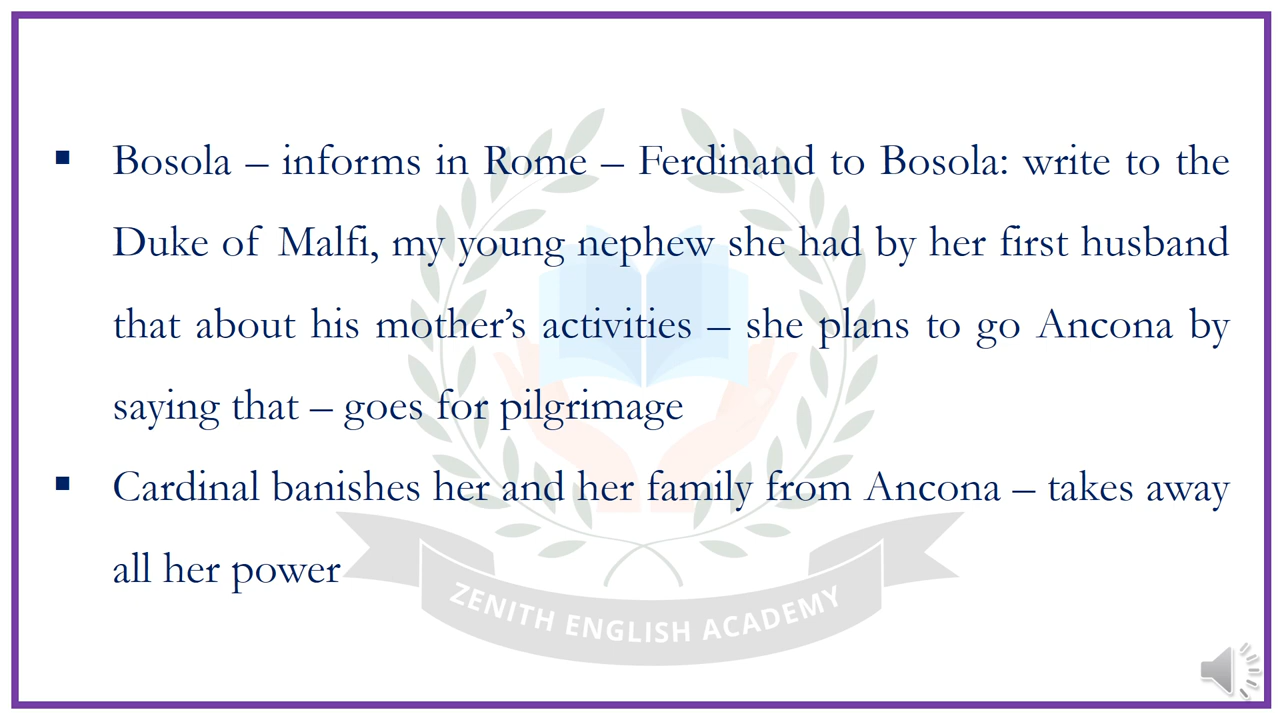 ▪ Bosola – informs in Rome – Ferdinand to Bosola: write to the
Duke of Malfi, my young nephew she had by her first husband
that about his mother’s activities – she plans to go Ancona by
saying that – goes for pilgrimage
▪ Cardinal banishes her and her family from Ancona – takes away
all her power
ZENITH ENGLISH ACADEMY